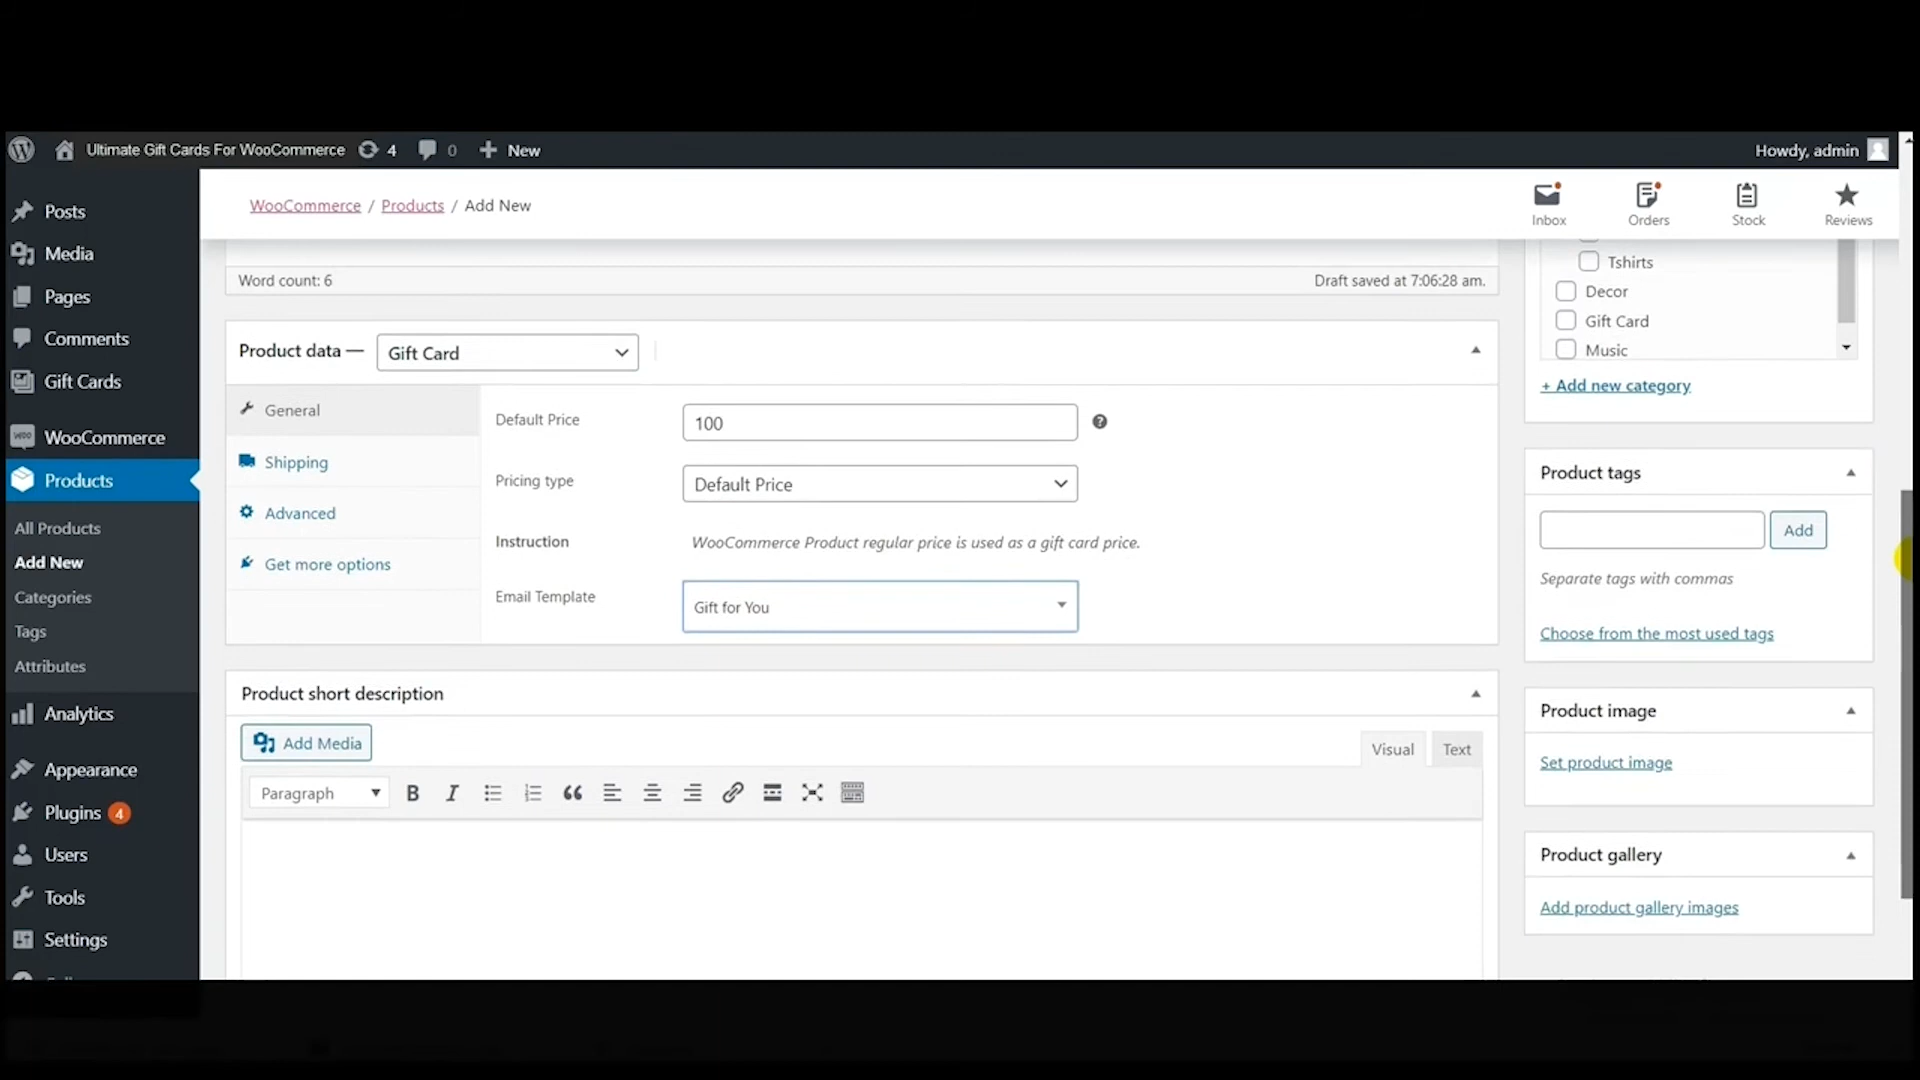 Ultimate Gift Cards For WooCommerce 4 0 New Howdy, admin
Posts
Media
Pages
Comments
Gift Cards
WooCommerce
Products
All Products
Add New
Categories
Tags
Attributes
Analytics
Appearance
Plugins 4
Users
Tools
Settings
WooCommerce / Products / Add New
Inbox
Orders
Stock
Reviews
Word count: 6 Draft saved at 7:06:28 am.
Product data — Gift Card
General
Shipping
Advanced
Get more options
Default Price 100
Pricing type Default Price
Instruction WooCommerce Product regular price is used as a gift card price.
Email Template Gift for You
Product short description
Add Media
Visual Text
Paragraph
Tshirts
Decor
Gift Card
Music
+ Add new category
Product tags
Add
Separate tags with commas
Choose from the most used tags
Product image
Set product image
Product gallery
Add product gallery images